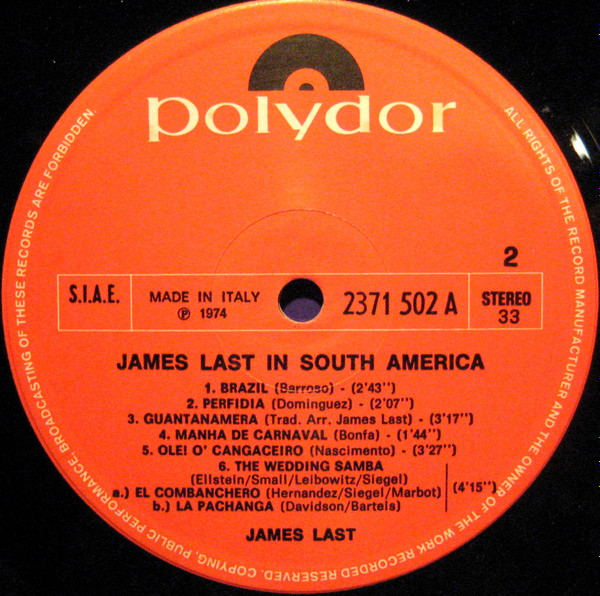 polydor
2
S.I.A.E.
MADE IN ITALY
℗ 1974
2371 502 A
STEREO
33
JAMES LAST IN SOUTH AMERICA
1. BRAZIL (Barroso) - (2'43'')
2. PERFIDIA (Dominguez) - (2'07'')
3. GUANTANAMERA (Trad. Arr. James Last) - (3'17'')
4. MANHA DE CARNAVAL (Bonfa) - (1'44'')
5. OLE! O' CANGACEIRO (Nascimento) - (3'27'')
6. THE WEDDING SAMBA
(Ellstein/Small/Leibowitz/Siegel)
a.) EL COMBANCHERO (Hernandez/Siegel/Marbot)
(4'15'')
b.) LA PACHANGA (Davidson/Bartels)
JAMES LAST
ALL RIGHTS OF THE RECORD MANUFACTURER AND THE OWNER OF THE WORK RECORDED RESERVED. COPYING, PUBLIC PERFORMANCE, BROADCASTING OF THESE RECORDS ARE FORBIDDEN.